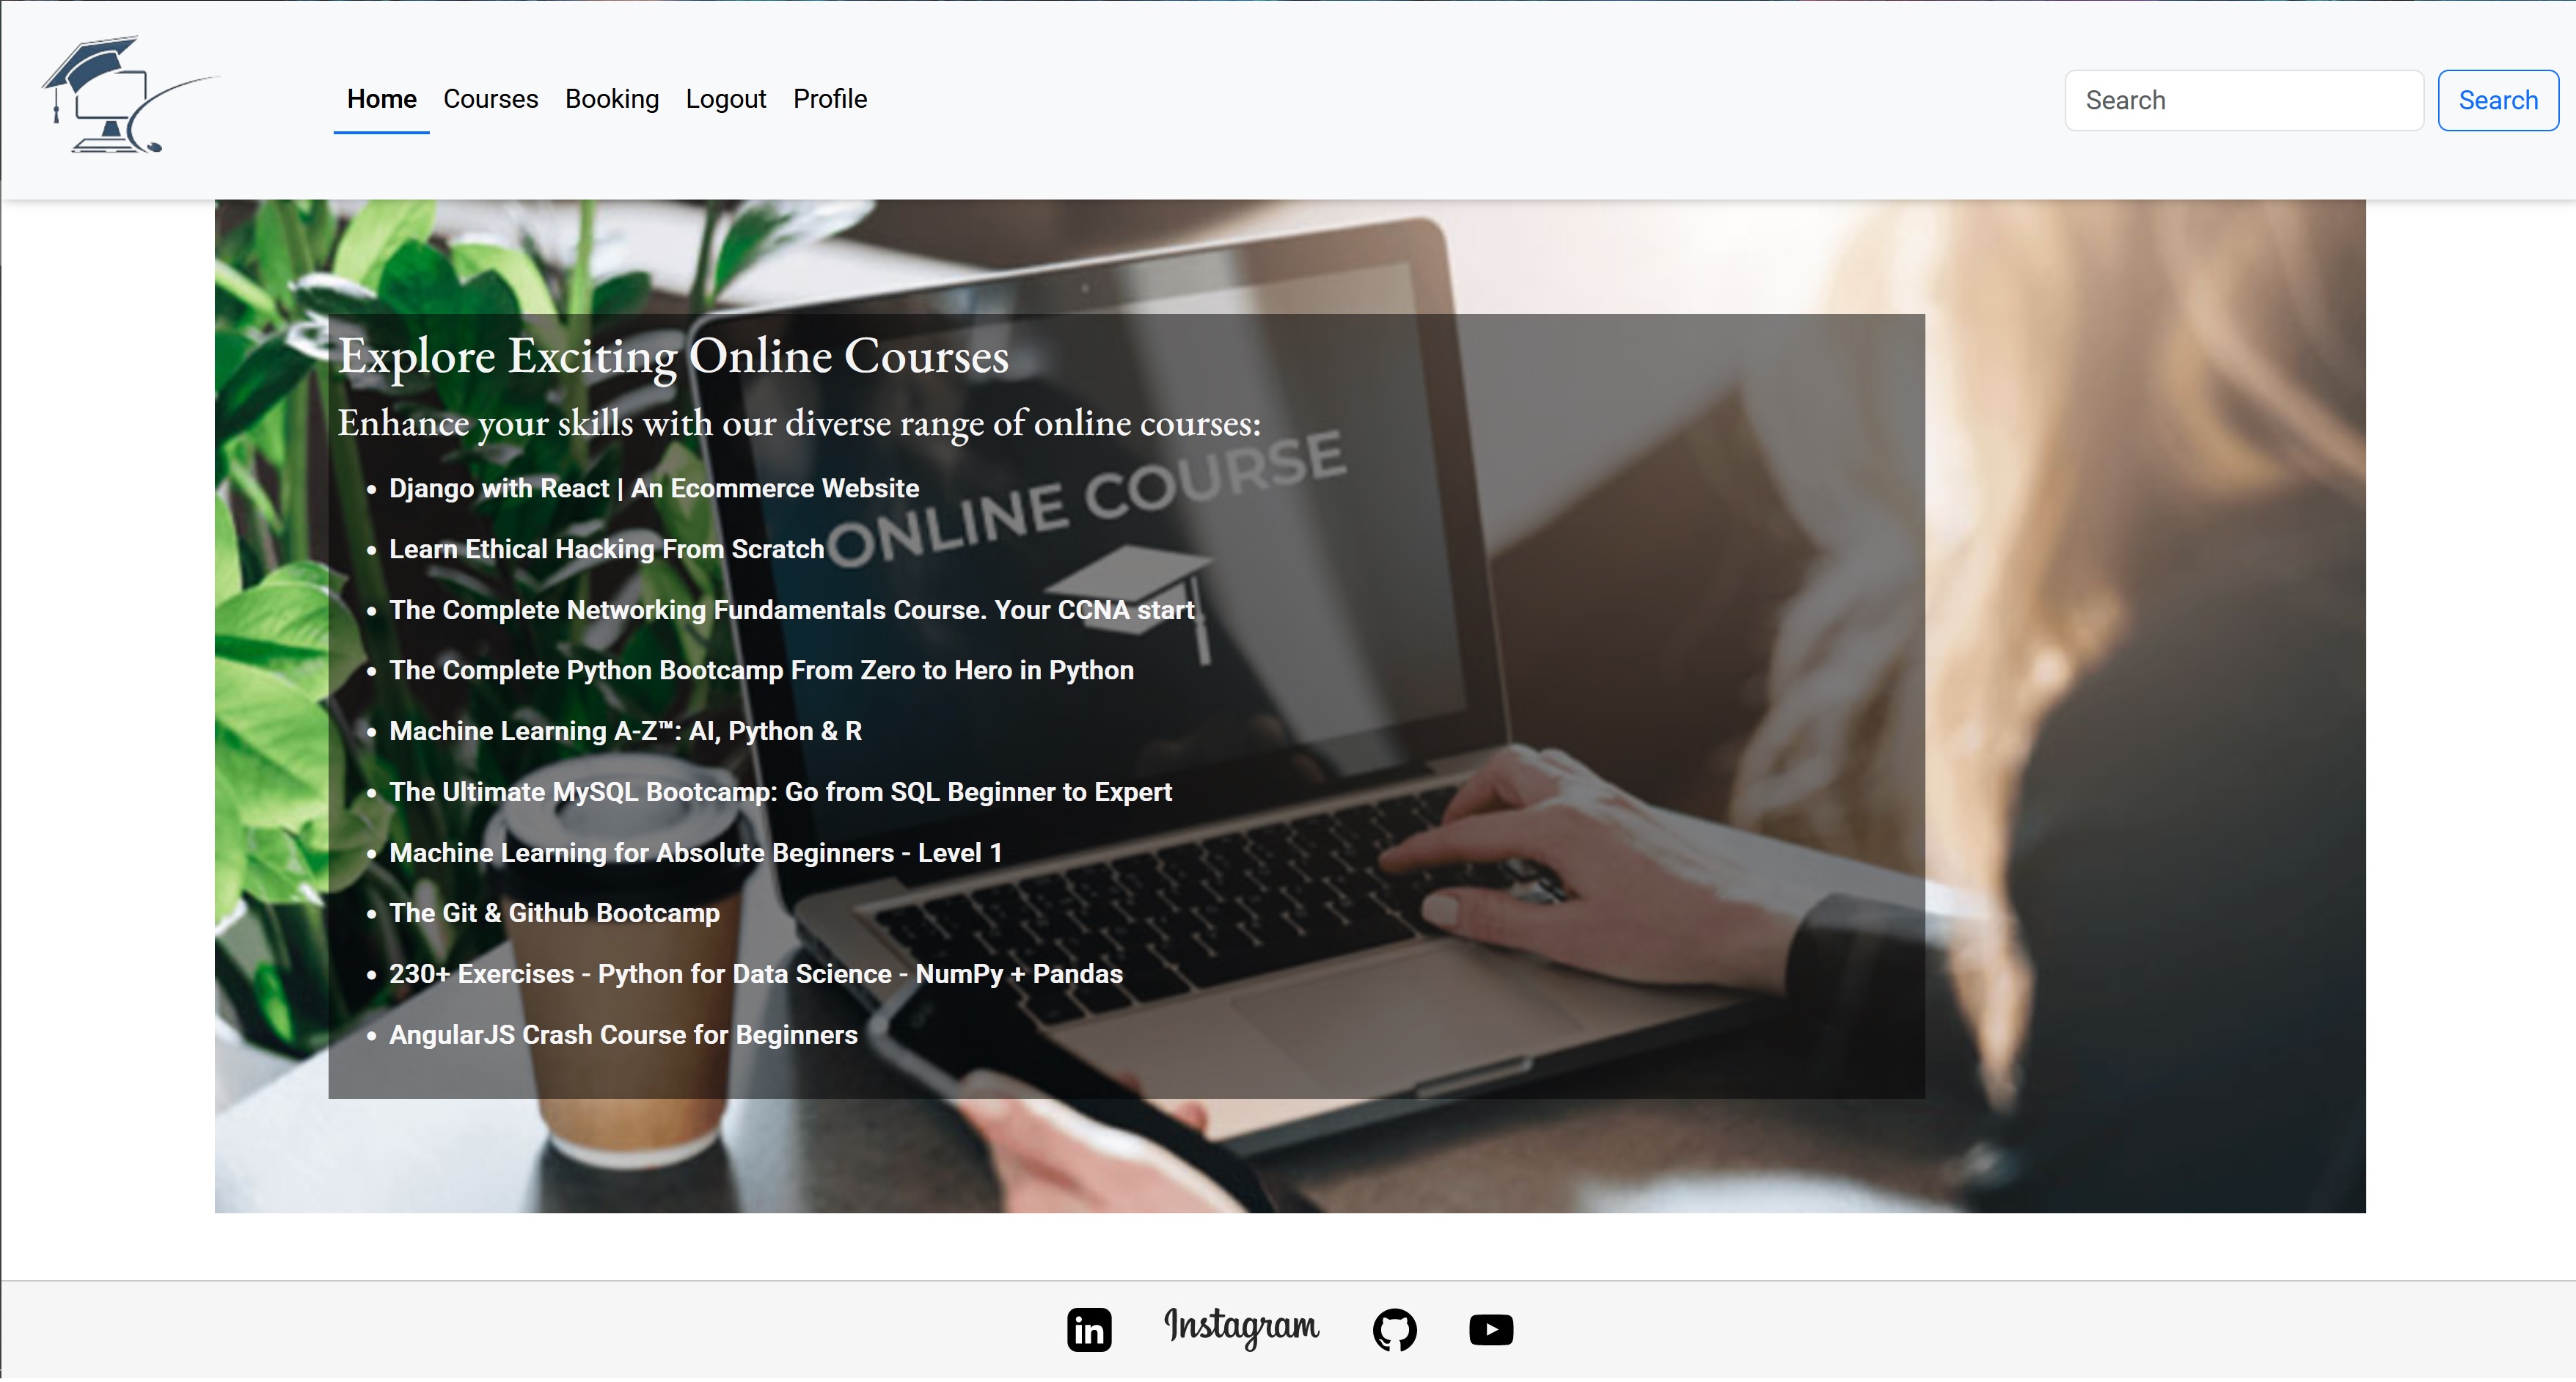 Home Courses Booking Logout Profile Search Search
Explore Exciting Online Courses
Enhance your skills with our diverse range of online courses:
• Django with React | An Ecommerce Website
ONLINE COURSE
• Learn Ethical Hacking From Scratch
• The Complete Networking Fundamentals Course. Your CCNA start
• The Complete Python Bootcamp From Zero to Hero in Python
• Machine Learning A-Z™: AI, Python & R
• The Ultimate MySQL Bootcamp: Go from SQL Beginner to Expert
• Machine Learning for Absolute Beginners - Level 1
• The Git & Github Bootcamp
• 230+ Exercises - Python for Data Science - NumPy + Pandas
• AngularJS Crash Course for Beginners
in Instagram